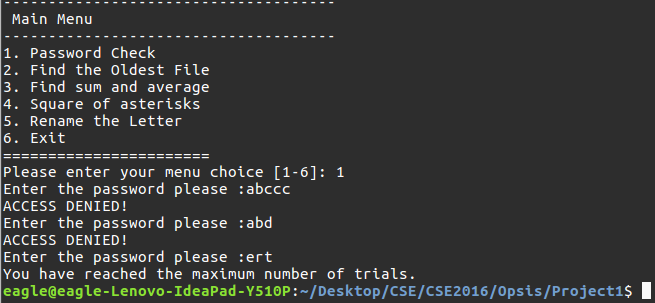 -------------------------------------
 Main Menu
-------------------------------------
1. Password Check
2. Find the Oldest File
3. Find sum and average
4. Square of asterisks
5. Rename the Letter
6. Exit
=======================
Please enter your menu choice [1-6]: 1
Enter the password please :abccc
ACCESS DENIED!
Enter the password please :abd
ACCESS DENIED!
Enter the password please :ert
You have reached the maximum number of trials.
eagle@eagle-Lenovo-IdeaPad-Y510P:~/Desktop/CSE/CSE2016/Opsis/Project1$